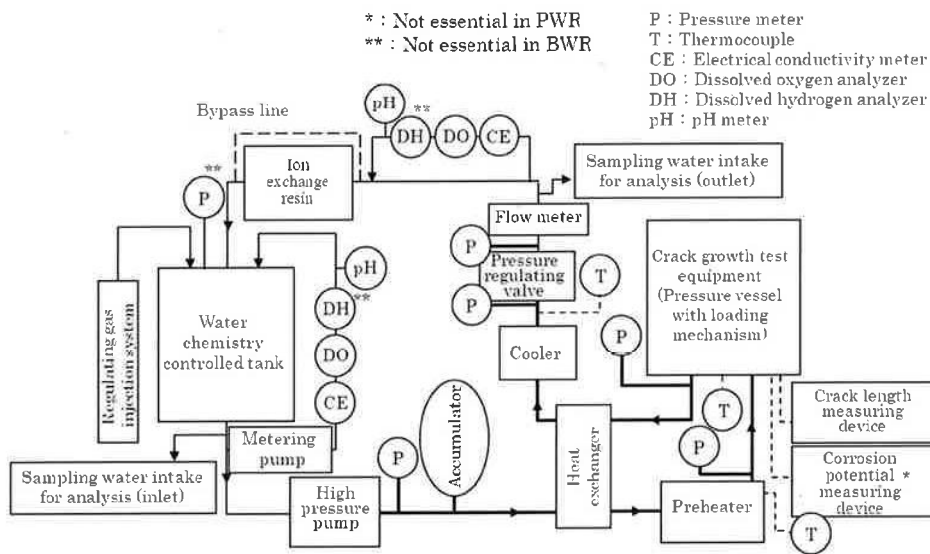 * : Not essential in PWR
** : Not essential in BWR
P : Pressure meter
T : Thermocouple
CE : Electrical conductivity meter
DO : Dissolved oxygen analyzer
DH : Dissolved hydrogen analyzer
pH : pH meter
Bypass line
pH
**
DH
DO
CE
Ion
exchange
resin
Sampling water intake
for analysis (outlet)
**
P
Flow meter
P
Pressure
regulating
valve
P
T
Crack growth test
equipment
(Pressure vessel
with loading
mechanism)
Regulating gas
injection system
Water
chemistry
controlled tank
pH
DH
**
DO
CE
Cooler
P
T
P
Crack length
measuring
device
Corrosion
potential *
measuring
device
Metering
pump
Sampling water intake
for analysis (inlet)
High
pressure
pump
P
Accumulator
Heat
exchanger
Preheater
T